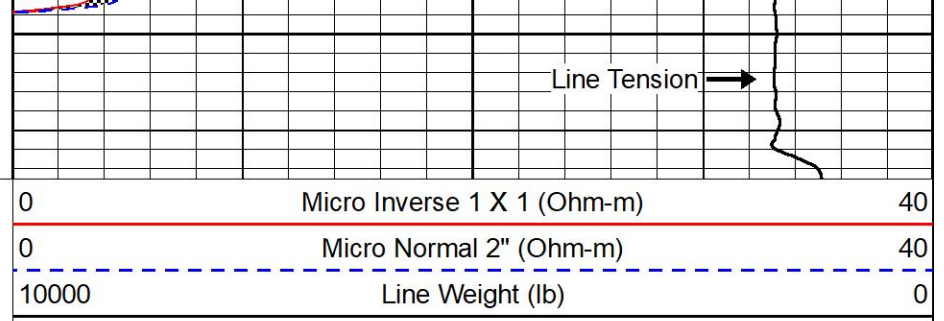 Line Tension
0 Micro Inverse 1 X 1 (Ohm-m) 40
0 Micro Normal 2" (Ohm-m) 40
10000 Line Weight (lb) 0